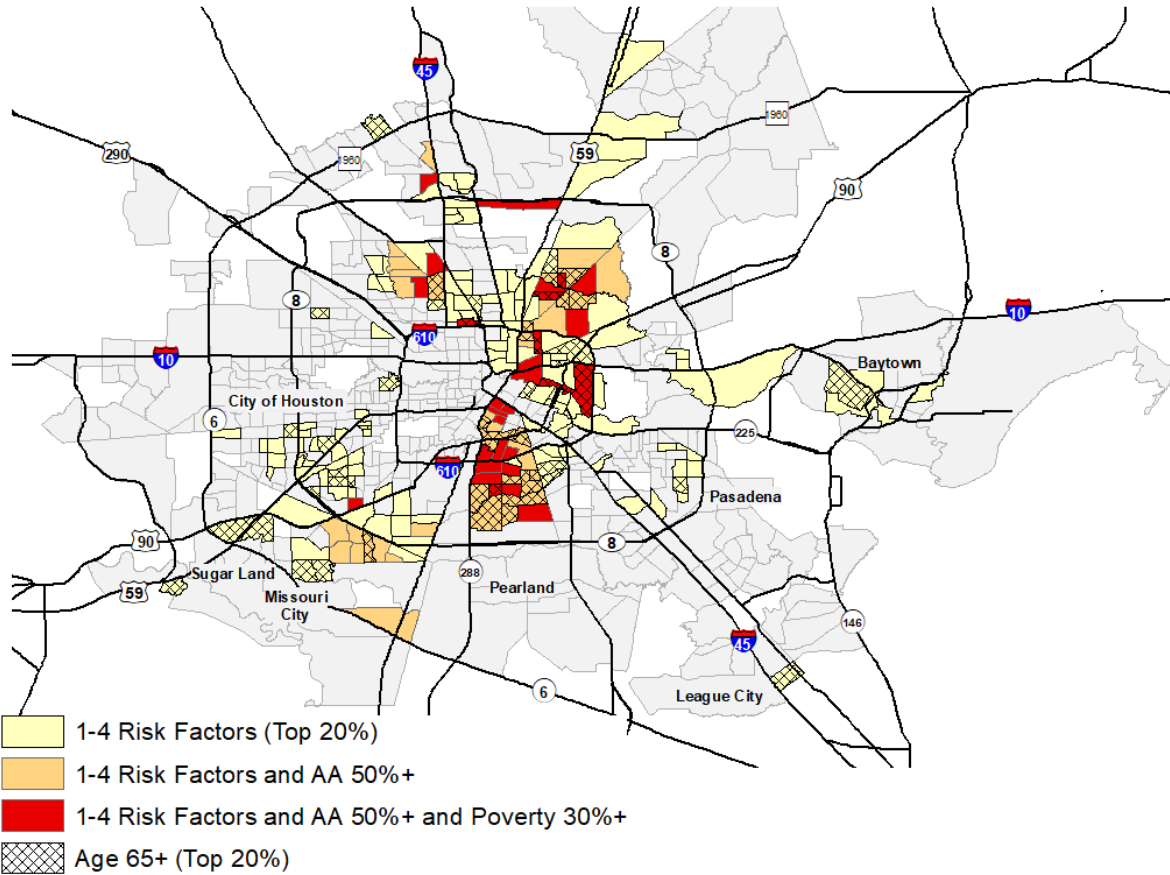 45
1960
290
59
1960
90
8
8
10
610
10
Baytown
City of Houston
6
225
610
Pasadena
90
8
Sugar Land
288
Pearland
59
Missouri
City
146
45
6
League City
1-4 Risk Factors (Top 20%)
1-4 Risk Factors and AA 50%+
1-4 Risk Factors and AA 50%+ and Poverty 30%+
Age 65+ (Top 20%)